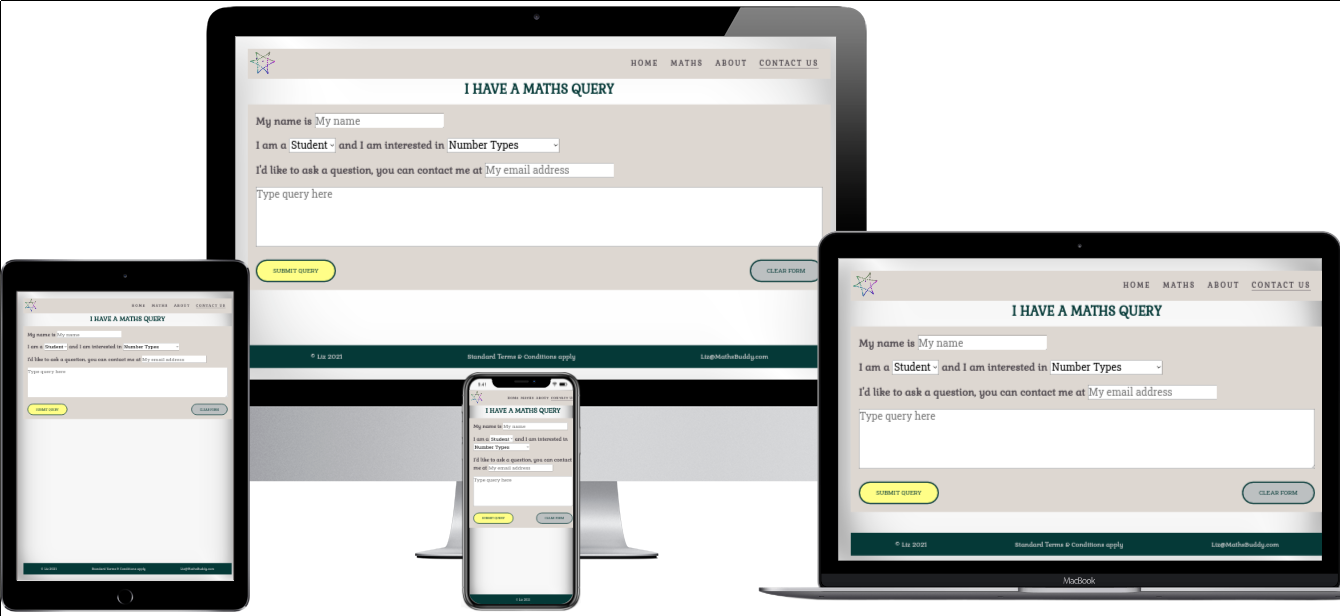 HOME MATHS ABOUT CONTACT US
I HAVE A MATHS QUERY
My name is My name
I am a Student and I am interested in Number Types
I'd like to ask a question, you can contact me at My email address
Type query here
SUBMIT QUERY CLEAR FORM
© Liz 2021 Standard Terms & Conditions apply Liz@MathsBuddy.com
HOME MATHS ABOUT CONTACT US
I HAVE A MATHS QUERY
My name is My name
I am a Student and I am interested in Number Types
I'd like to ask a question, you can contact me at My email address
Type query here
SUBMIT QUERY CLEAR FORM
© Liz 2021 Standard Terms & Conditions apply Liz@MathsBuddy.com
9:41
HOME MATHS ABOUT CONTACT US
I HAVE A MATHS QUERY
My name is My name
I am a Student and I am interested in
Number Types
I'd like to ask a question, you can contact
me at My email address
Type query here
SUBMIT QUERY CLEAR FORM
© Liz 2021
HOME MATHS ABOUT CONTACT US
I HAVE A MATHS QUERY
My name is My name
I am a Student and I am interested in Number Types
I'd like to ask a question, you can contact me at My email address
Type query here
SUBMIT QUERY CLEAR FORM
© Liz 2021 Standard Terms & Conditions apply Liz@MathsBuddy.com
MacBook